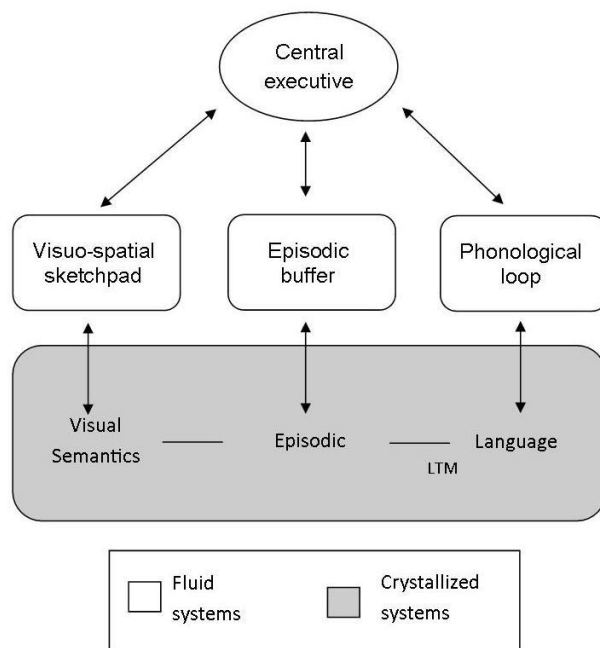 Central
executive
Visuo-spatial
sketchpad
Episodic
buffer
Phonological
loop
Visual
Semantics
Episodic
Language
LTM
Fluid
systems
Crystallized
systems